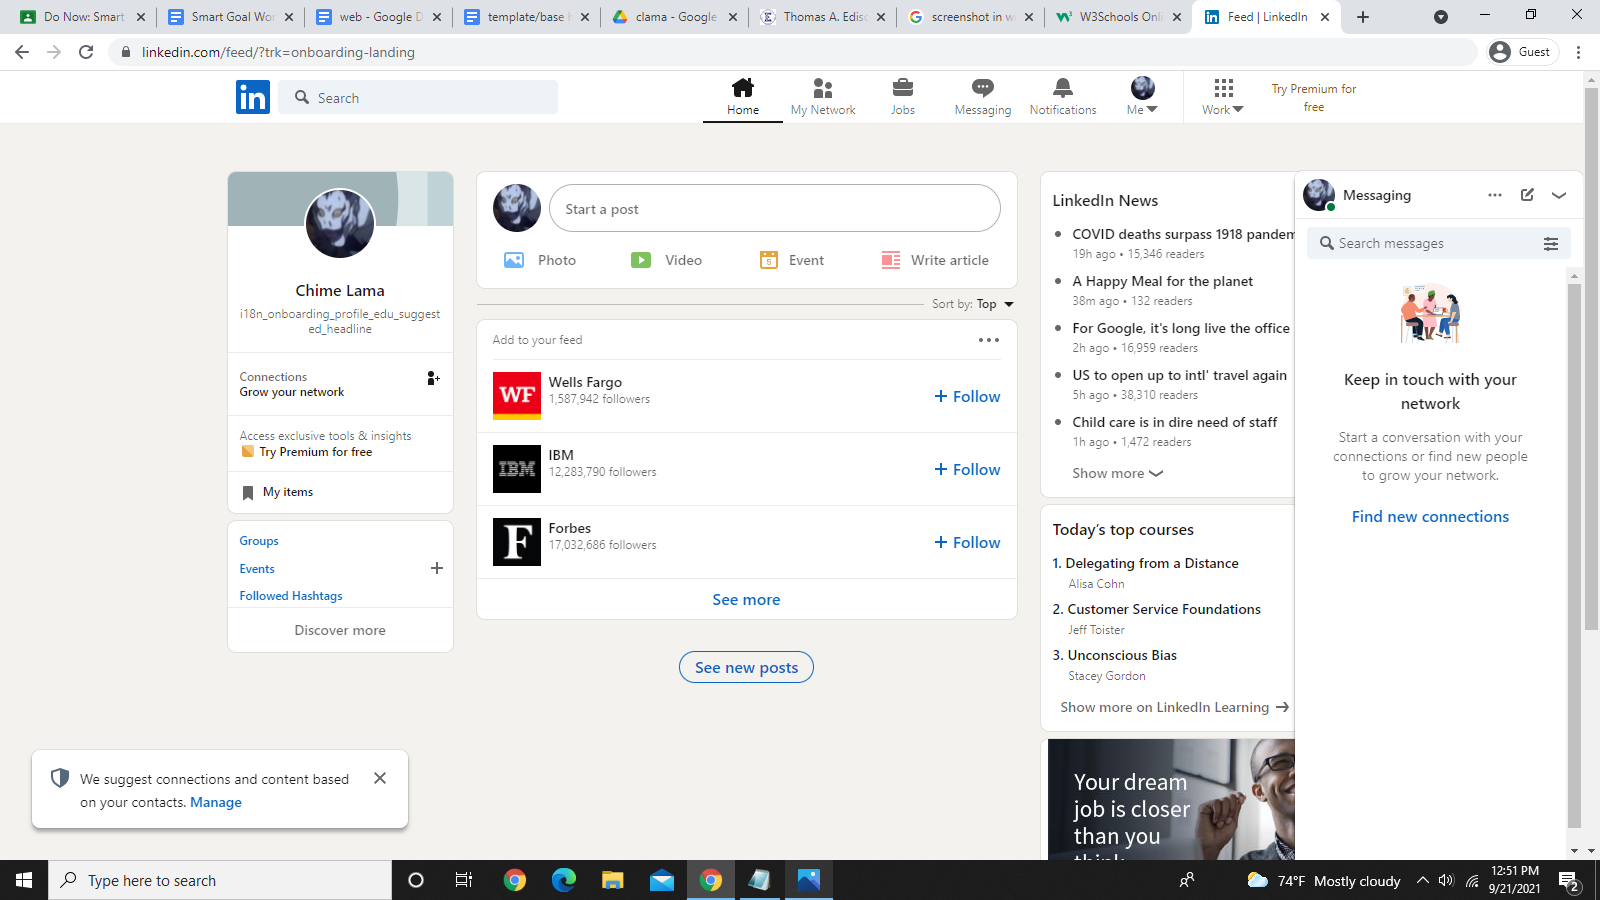 Do Now: Smart
Smart Goal Wor
web - Google D
template/base h
clama - Google
Thomas A. Edis
screenshot in wi
W3Schools Onli
Feed | LinkedIn
linkedin.com/feed/?trk=onboarding-landing
Guest
in
Search
Home
My Network
Jobs
Messaging
Notifications
Me
Work
Try Premium for
free
Chime Lama
i18n_onboarding_profile_edu_suggest
ed_headline
Connections
Grow your network
Access exclusive tools & insights
Try Premium for free
My items
Groups
Events
Followed Hashtags
Discover more
Start a post
Photo
Video
Event
Write article
Sort by: Top
Add to your feed
WF
Wells Fargo
1,587,942 followers
+ Follow
IBM
IBM
12,283,790 followers
+ Follow
F
Forbes
17,032,686 followers
+ Follow
See more
See new posts
LinkedIn News
COVID deaths surpass 1918 pandem
19h ago • 15,346 readers
A Happy Meal for the planet
38m ago • 132 readers
For Google, it's long live the office
2h ago • 16,959 readers
US to open up to intl' travel again
5h ago • 38,310 readers
Child care is in dire need of staff
1h ago • 1,472 readers
Show more
Today's top courses
1. Delegating from a Distance
Alisa Cohn
2. Customer Service Foundations
Jeff Toister
3. Unconscious Bias
Stacey Gordon
Show more on LinkedIn Learning →
Your dream
job is closer
than you
think
Messaging
Search messages
Keep in touch with your
network
Start a conversation with your
connections or find new people
to grow your network.
Find new connections
We suggest connections and content based
on your contacts. Manage
Type here to search
74°F Mostly cloudy
12:51 PM
9/21/2021
2